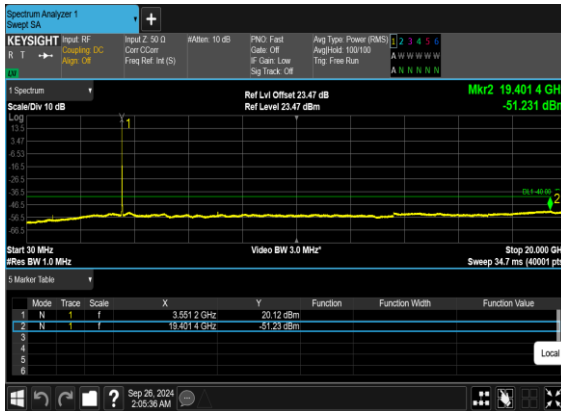 Spectrum Analyzer 1
Swept SA
+
KEYSIGHT
R T
LXI
Input: RF
Coupling: DC
Align: Off
Input Z: 50 Ω
Corr CCorr
Freq Ref: Int (S)
#Atten: 10 dB
PNO: Fast
Gate: Off
IF Gain: Low
Sig Track: Off
Avg Type: Power (RMS)
Avg|Hold: 100/100
Trig: Free Run
1 2 3 4 5 6
A W W W W W
A N N N N N
1 Spectrum
Scale/Div 10 dB
Ref Lvl Offset 23.47 dB
Ref Level 23.47 dBm
Mkr2 19.401 4 GH
-51.231 dBm
Log
13.5
3.47
-6.53
-16.5
-26.5
-36.5
-46.5
-56.5
-66.5
1
DL1 -40.00
2
Start 30 MHz
#Res BW 1.0 MHz
Video BW 3.0 MHz*
Stop 20.000 GH
Sweep 34.7 ms (40001 pts
5 Marker Table
Mode Trace Scale X Y Function Function Width Function Value
1 N 1 f 3.551 2 GHz 20.12 dBm
2 N 1 f 19.401 4 GHz -51.23 dBm
3
4
5
6
Local
Sep 26, 2024
2:05:36 AM
?